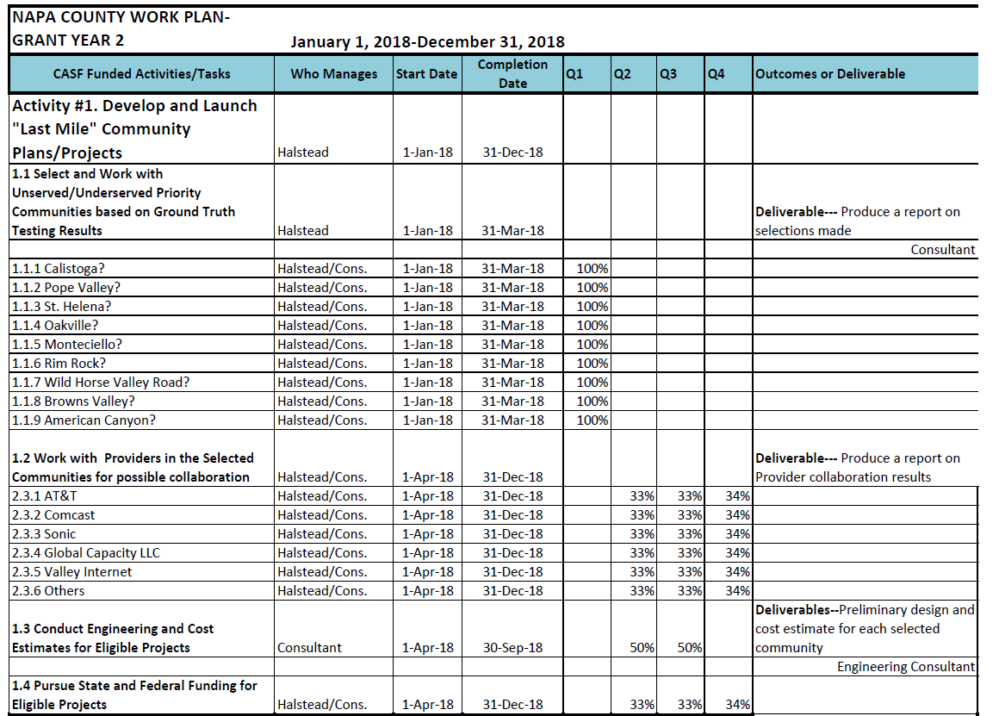 NAPA COUNTY WORK PLAN-
GRANT YEAR 2 January 1, 2018-December 31, 2018
CASF Funded Activities/Tasks Who Manages Start Date Completion Date Q1 Q2 Q3 Q4 Outcomes or Deliverable
Activity #1. Develop and Launch
"Last Mile" Community
Plans/Projects Halstead 1-Jan-18 31-Dec-18
1.1 Select and Work with
Unserved/Underserved Priority
Communities based on Ground Truth Deliverable--- Produce a report on
Testing Results Halstead 1-Jan-18 31-Mar-18 selections made
Consultant
1.1.1 Calistoga? Halstead/Cons. 1-Jan-18 31-Mar-18 100%
1.1.2 Pope Valley? Halstead/Cons. 1-Jan-18 31-Mar-18 100%
1.1.3 St. Helena? Halstead/Cons. 1-Jan-18 31-Mar-18 100%
1.1.4 Oakville? Halstead/Cons. 1-Jan-18 31-Mar-18 100%
1.1.5 Monteciello? Halstead/Cons. 1-Jan-18 31-Mar-18 100%
1.1.6 Rim Rock? Halstead/Cons. 1-Jan-18 31-Mar-18 100%
1.1.7 Wild Horse Valley Road? Halstead/Cons. 1-Jan-18 31-Mar-18 100%
1.1.8 Browns Valley? Halstead/Cons. 1-Jan-18 31-Mar-18 100%
1.1.9 American Canyon? Halstead/Cons. 1-Jan-18 31-Mar-18 100%
1.2 Work with Providers in the Selected Deliverable--- Produce a report on
Communities for possible collaboration Halstead/Cons. 1-Apr-18 31-Dec-18 Provider collaboration results
2.3.1 AT&T Halstead/Cons. 1-Apr-18 31-Dec-18 33% 33% 34%
2.3.2 Comcast Halstead/Cons. 1-Apr-18 31-Dec-18 33% 33% 34%
2.3.3 Sonic Halstead/Cons. 1-Apr-18 31-Dec-18 33% 33% 34%
2.3.4 Global Capacity LLC Halstead/Cons. 1-Apr-18 31-Dec-18 33% 33% 34%
2.3.5 Valley Internet Halstead/Cons. 1-Apr-18 31-Dec-18 33% 33% 34%
2.3.6 Others Halstead/Cons. 1-Apr-18 31-Dec-18 33% 33% 34%
Deliverables--Preliminary design and
1.3 Conduct Engineering and Cost cost estimate for each selected
Estimates for Eligible Projects Consultant 1-Apr-18 30-Sep-18 50% 50% community
Engineering Consultant
1.4 Pursue State and Federal Funding for
Eligible Projects Halstead/Cons. 1-Apr-18 31-Dec-18 33% 33% 34%